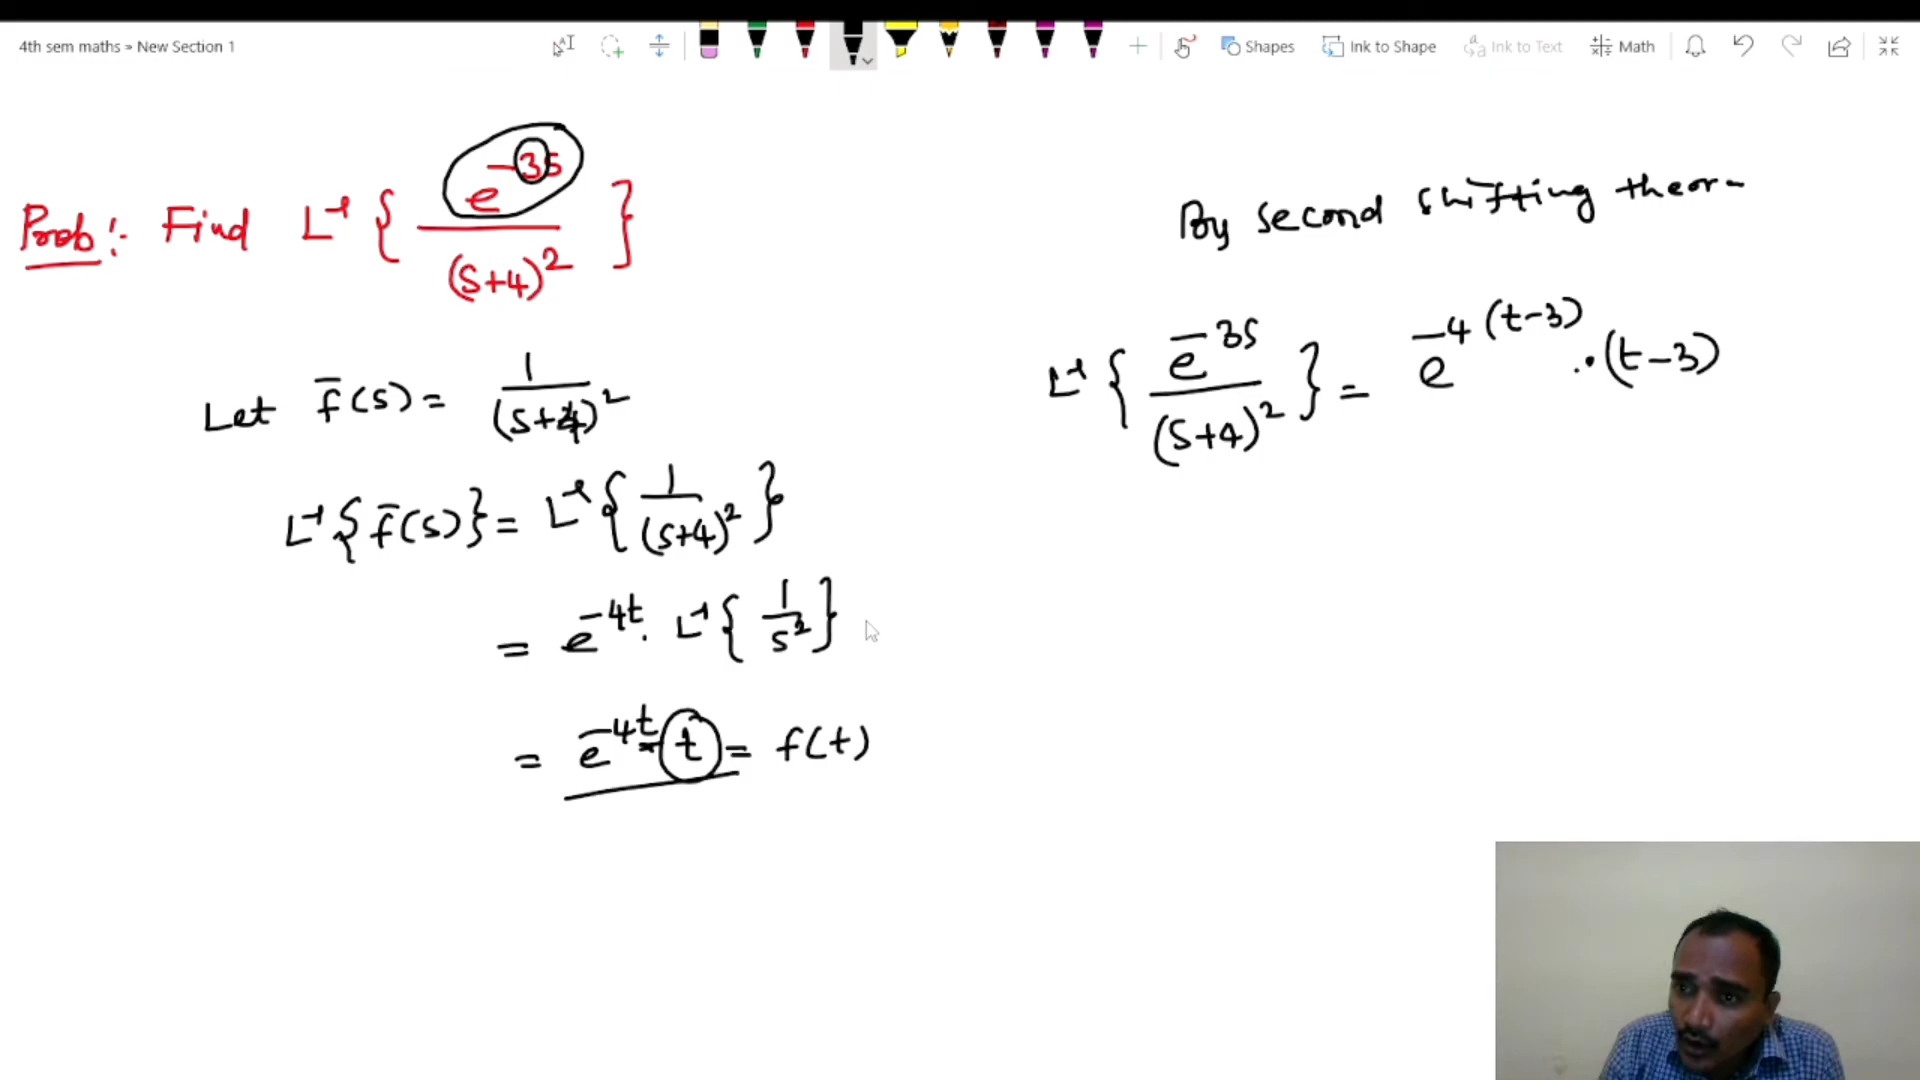 4th sem maths » New Section 1
Shapes Ink to Shape Ink to Text Math
Prob:- Find L⁻¹ { e^-3s / (s+4)² }
Let f̄(s) = 1 / (s+4)²
L⁻¹{f̄(s)} = L⁻¹{ 1 / (s+4)² }
= e^-4t . L⁻¹{ 1 / s² }
= e^-4t t = f(t)
By second shifting theor-
L⁻¹{ e^-3s / (s+4)² } = e^-4(t-3) . (t-3)